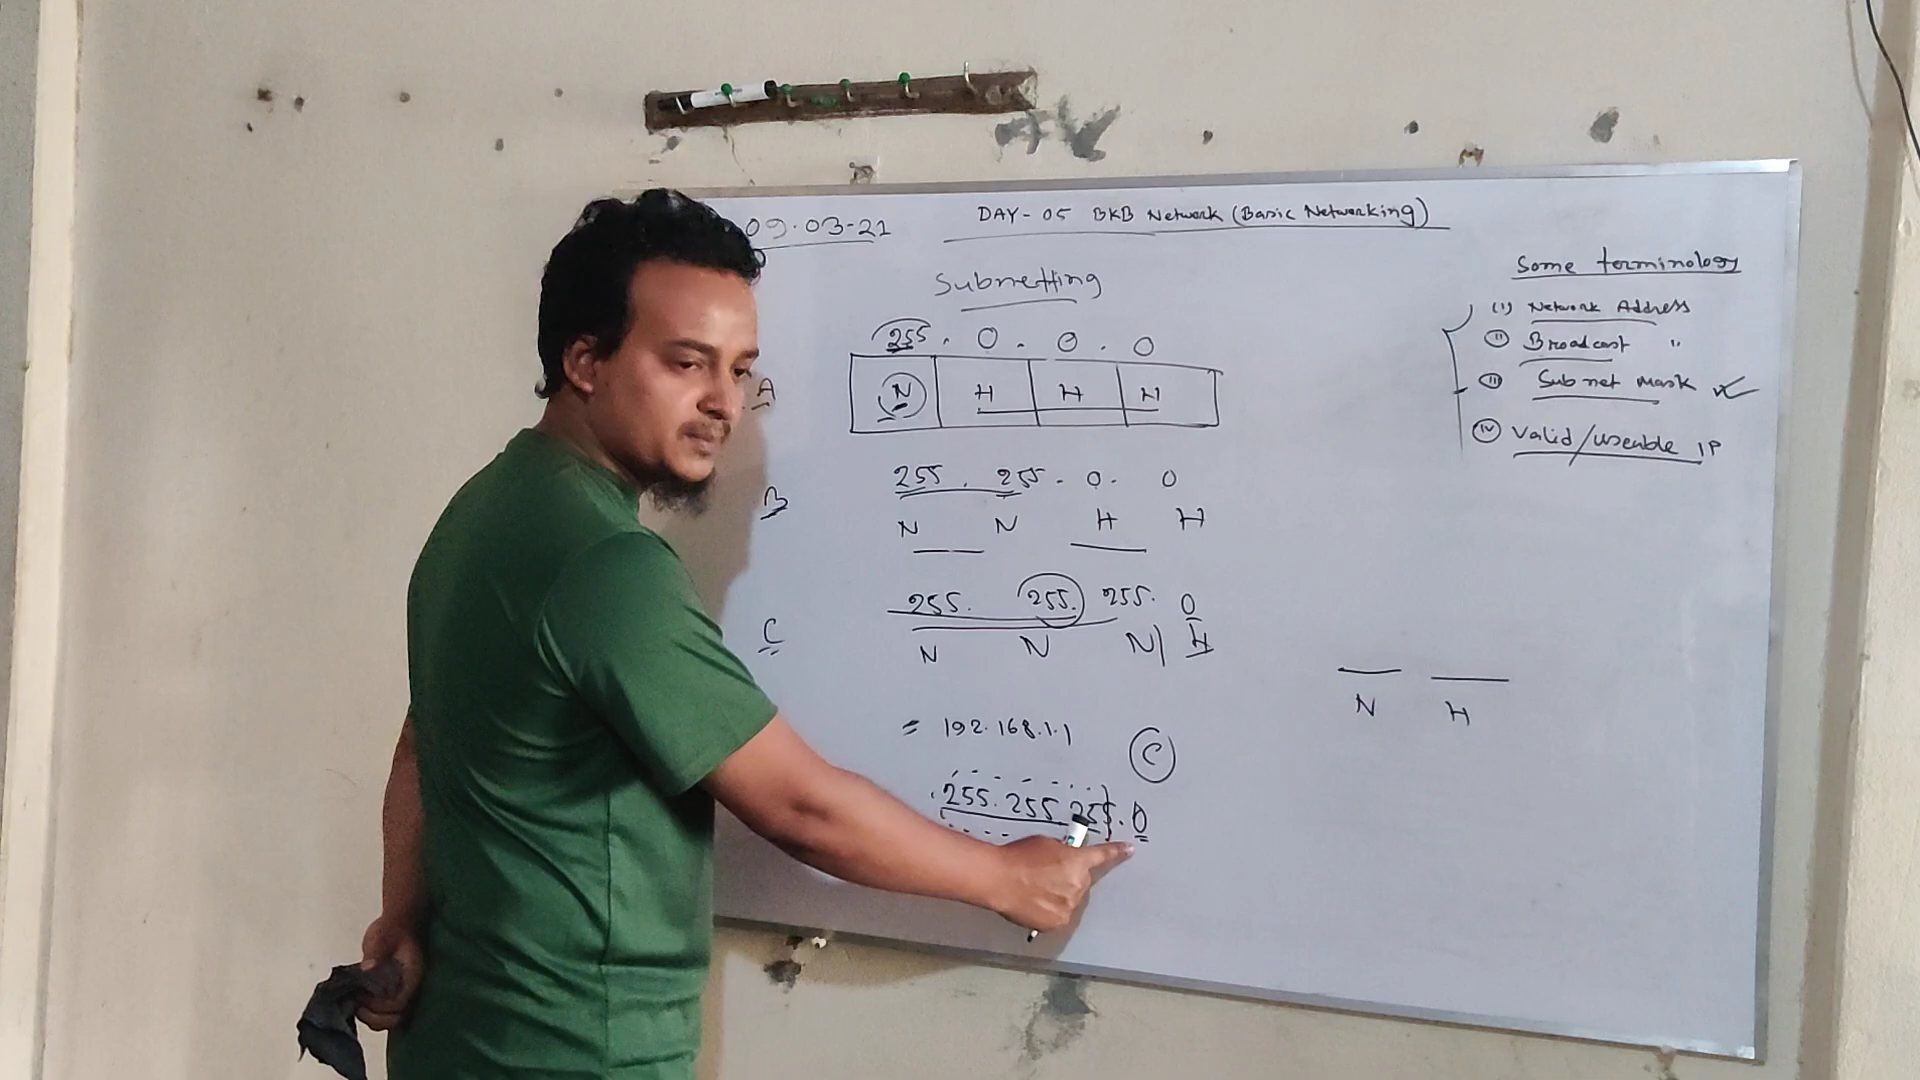 09.03-21
DAY-05 BKB Network (Basic Networking)
Subnetting
255 . 0 . 0 . 0
A N H H H
255 . 255 . 0 . 0
B
N N H H
255. 255. 255. 0
C
N N N| H
= 192.168.1.1 C
255.255.255.0
Some terminology
(i) Network Address
(ii) Broadcast "
(iii) Subnet mask ✓
(iv) Valid/useable IP
N H